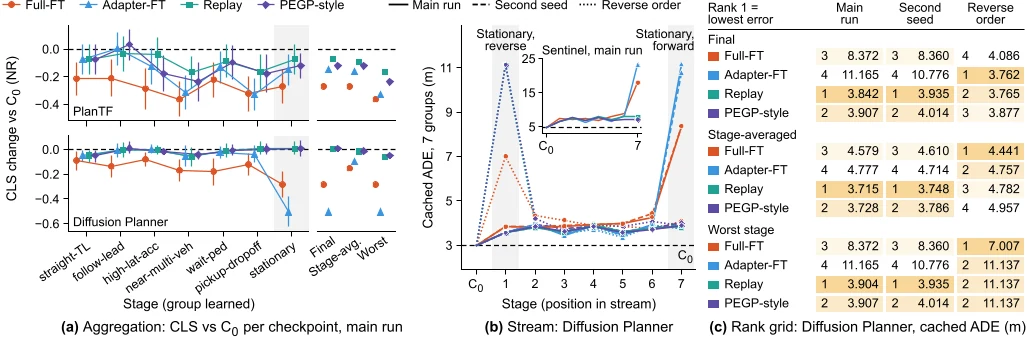 Full-FT Adapter-FT Replay PEGP-style Main run Second seed Reverse order
0.0
−0.2
−0.4
PlanTF
0.0
−0.2
−0.4
−0.6
Diffusion Planner
CLS change vs C0 (NR)
straight-TL
follow-lead
high-lat-acc
near-multi-veh
wait-ped
pickup-dropoff
stationary
Final
Stage-avg.
Worst
Stage (group learned)
(a) Aggregation: CLS vs C0 per checkpoint, main run
Stationary,
reverse
Stationary,
forward
Sentinel, main run
25
15
5
C0 7
Cached ADE, 7 groups (m)
11
9
7
5
3
C0
C0 1 2 3 4 5 6 7
Stage (position in stream)
(b) Stream: Diffusion Planner
Rank 1 = Main Second Reverse
lowest error run seed order
Final
Full-FT 3 8.372 3 8.360 4 4.086
Adapter-FT 4 11.165 4 10.776 1 3.762
Replay 1 3.842 1 3.935 2 3.765
PEGP-style 2 3.907 2 4.014 3 3.877
Stage-averaged
Full-FT 3 4.579 3 4.610 1 4.441
Adapter-FT 4 4.777 4 4.714 2 4.757
Replay 1 3.715 1 3.748 3 4.782
PEGP-style 2 3.728 2 3.786 4 4.957
Worst stage
Full-FT 3 8.372 3 8.360 1 7.007
Adapter-FT 4 11.165 4 10.776 2 11.137
Replay 1 3.904 1 3.935 2 11.137
PEGP-style 2 3.907 2 4.014 2 11.137
(c) Rank grid: Diffusion Planner, cached ADE (m)